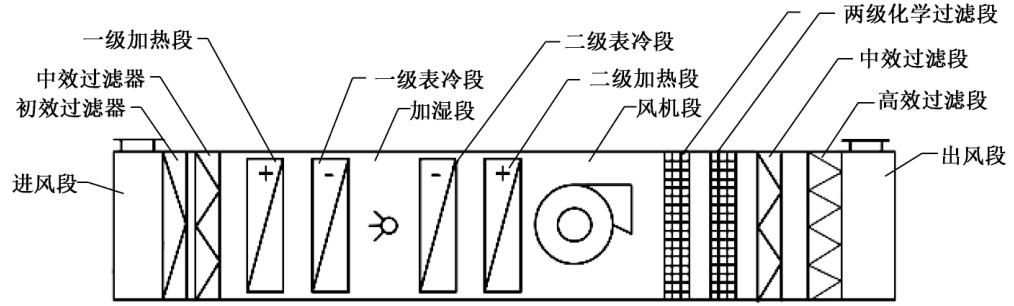 两级化学过滤段
一级加热段
二级表冷段
中效过滤器
一级表冷段
二级加热段
中效过滤段
初效过滤器
加湿段
风机段
高效过滤段
进风段
出风段
+
-
-
+